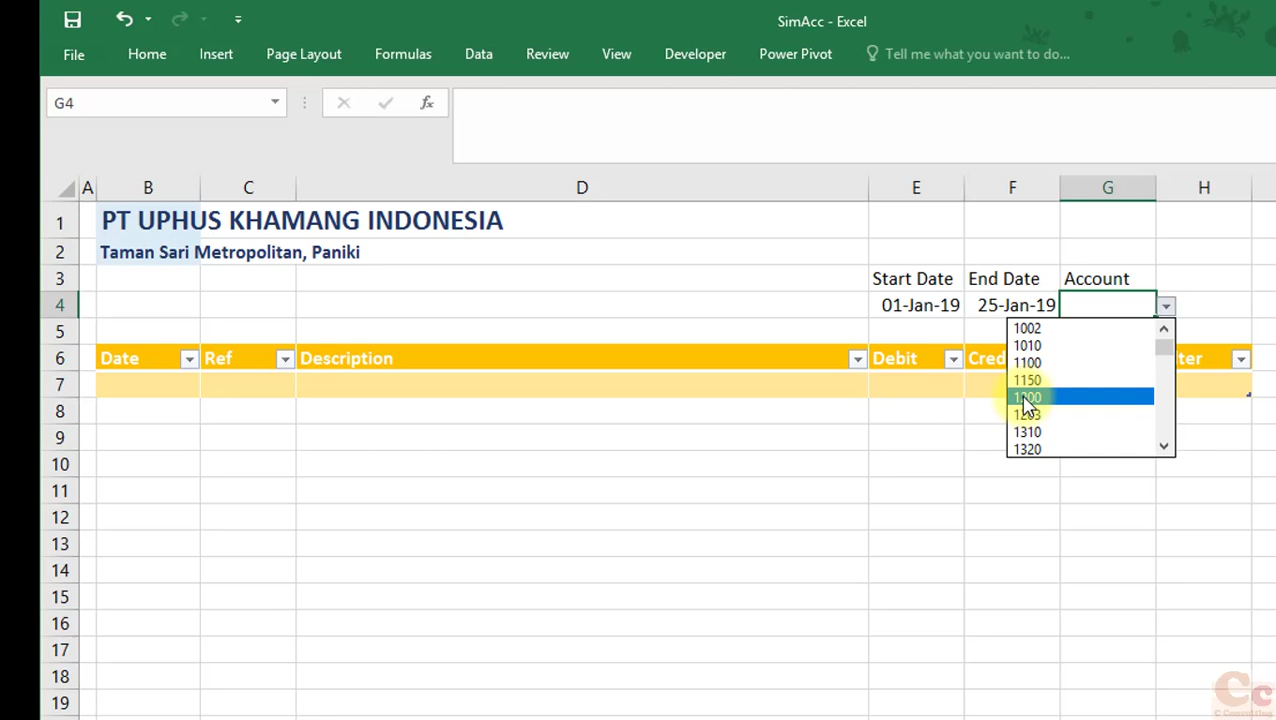 SimAcc - Excel
File Home Insert Page Layout Formulas Data Review View Developer Power Pivot Tell me what you want to do...
G4 fx
A B C D E F G H
1 PT UPHUS KHAMANG INDONESIA
2 Taman Sari Metropolitan, Paniki
3 Start Date End Date Account
4 01-Jan-19 25-Jan-19
5
1002
6 Date Ref Description Debit
1010
1100
7
1150
8
1200
1203
9
1310
1320
10
11
12
13
14
15
16
17
18
19
Cc